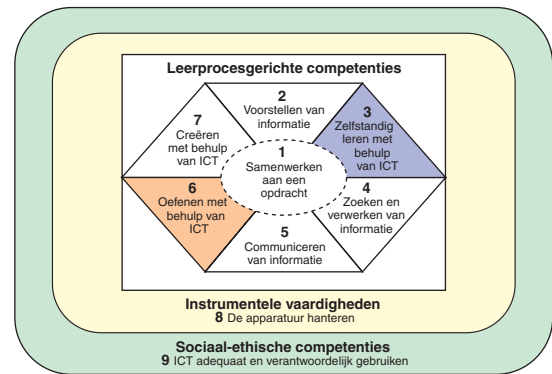 Leerprocesgerichte competenties
2
Voorstellen van
informatie
3
Zelfstandig
leren met
behulp
van ICT
7
Creëren
met behulp
van ICT
1
Samenwerken
aan een
opdracht
6
Oefenen met
behulp van
ICT
4
Zoeken en
verwerken van
informatie
5
Communiceren
van informatie
Instrumentele vaardigheden
8 De apparatuur hanteren
Sociaal-ethische competenties
9 ICT adequaat en verantwoordelijk gebruiken